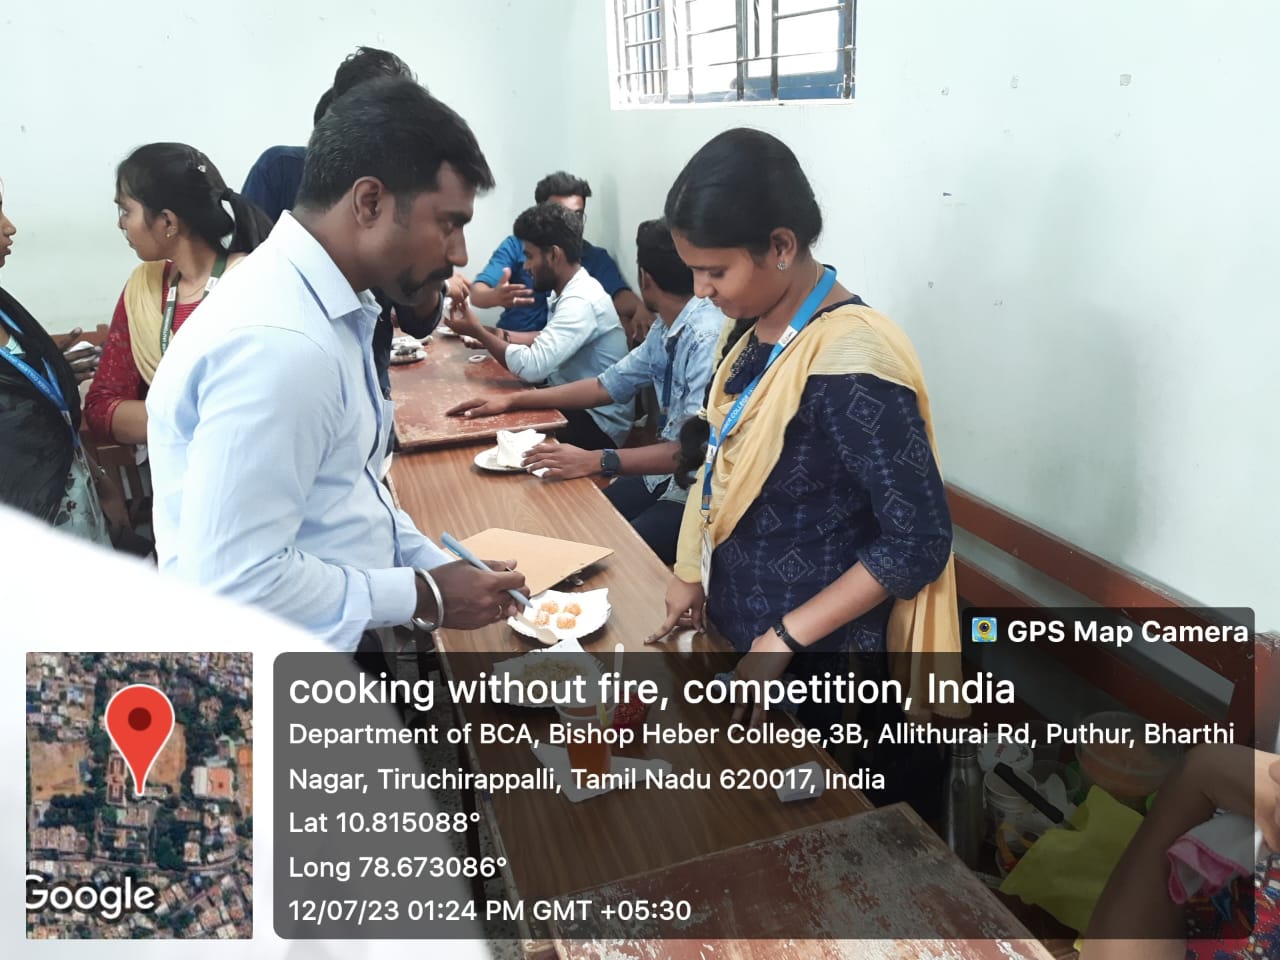 GPS Map Camera
cooking without fire, competition, India
Department of BCA, Bishop Heber College,3B, Allithurai Rd, Puthur, Bharthi
Nagar, Tiruchirappalli, Tamil Nadu 620017, India
Lat 10.815088°
Long 78.673086°
12/07/23 01:24 PM GMT +05:30
Google